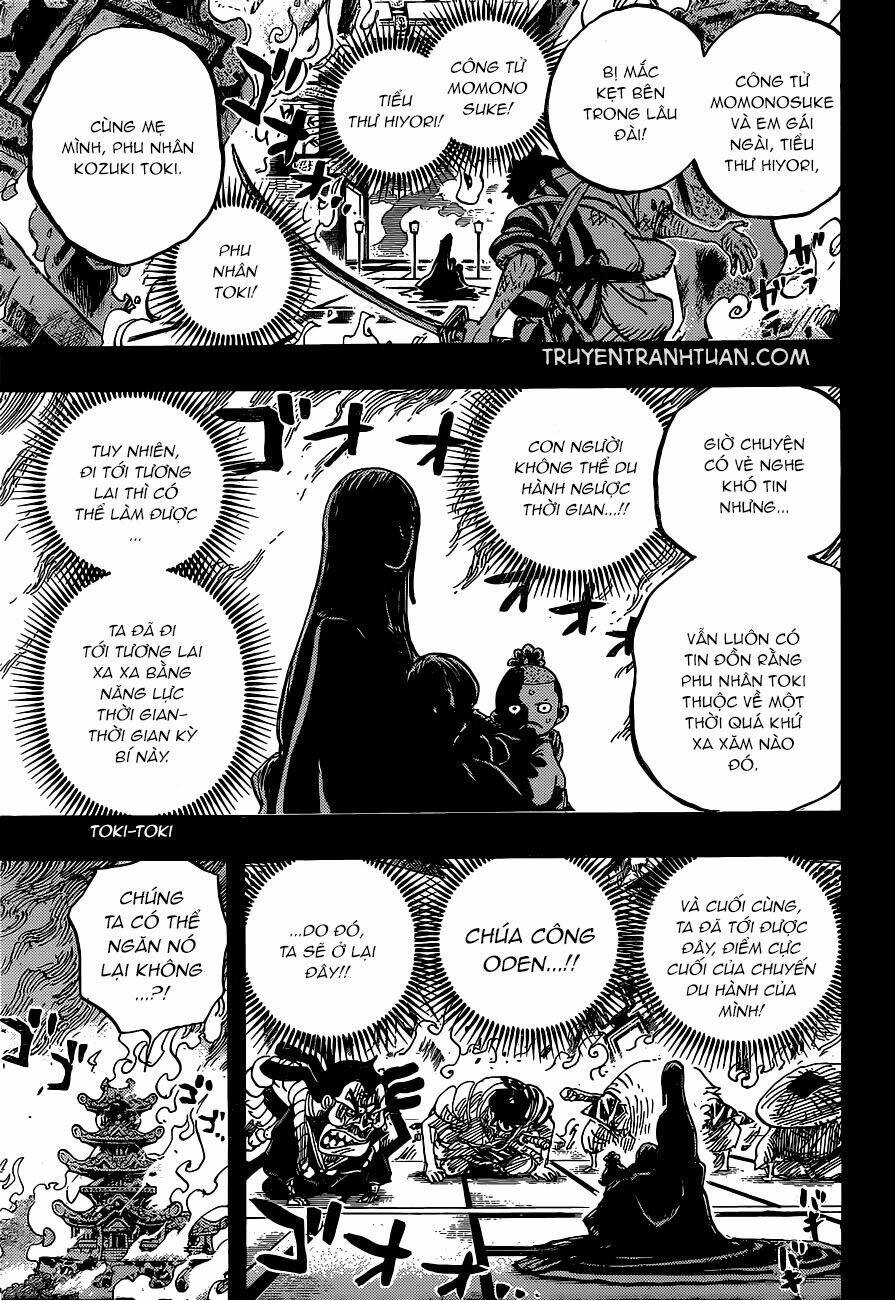 CÔNG TỬ
MOMONOSUKE
VÀ EM GÁI
NGÀI, TIỂU
THƯ HIYORI,
BỊ MẮC
KẸT BÊN
TRONG LÂU
ĐÀI!
CÔNG TỬ
MOMONO
SUKE!
TIỂU
THƯ HIYORI!
CÙNG MẸ
MÌNH, PHU NHÂN
KOZUKI TOKI.
PHU
NHÂN
TOKI!
TRUYENTRANHTUAN.COM
GIỜ CHUYỆN
CÓ VẺ NGHE
KHÓ TIN
NHƯNG...
VẪN LUÔN CÓ
TIN ĐỒN RẰNG
PHU NHÂN TOKI
THUỘC VỀ MỘT
THỜI QUÁ KHỨ
XA XĂM NÀO
ĐÓ.
CON NGƯỜI
KHÔNG THỂ DU
HÀNH NGƯỢC
THỜI GIAN...!!
TUY NHIÊN,
ĐI TỚI TƯƠNG
LAI THÌ CÓ
THỂ LÀM ĐƯỢC
...
TA ĐÃ ĐI
TỚI TƯƠNG LAI
XA XA BẰNG
NĂNG LỰC
THỜI GIAN-
THỜI GIAN KỲ
BÍ NÀY.
TOKI-TOKI
VÀ CUỐI CÙNG,
TA ĐÃ TỚI ĐƯỢC
ĐÂY, ĐIỂM CỰC
CUỐI CỦA CHUYẾN
DU HÀNH CỦA
MÌNH!
CHÚA CÔNG
ODEN...!!
...DO ĐÓ,
TA SẼ Ở LẠI
ĐÂY!!
CHÚNG
TA CÓ THỂ
NGĂN NÓ
LẠI KHÔNG
...?!